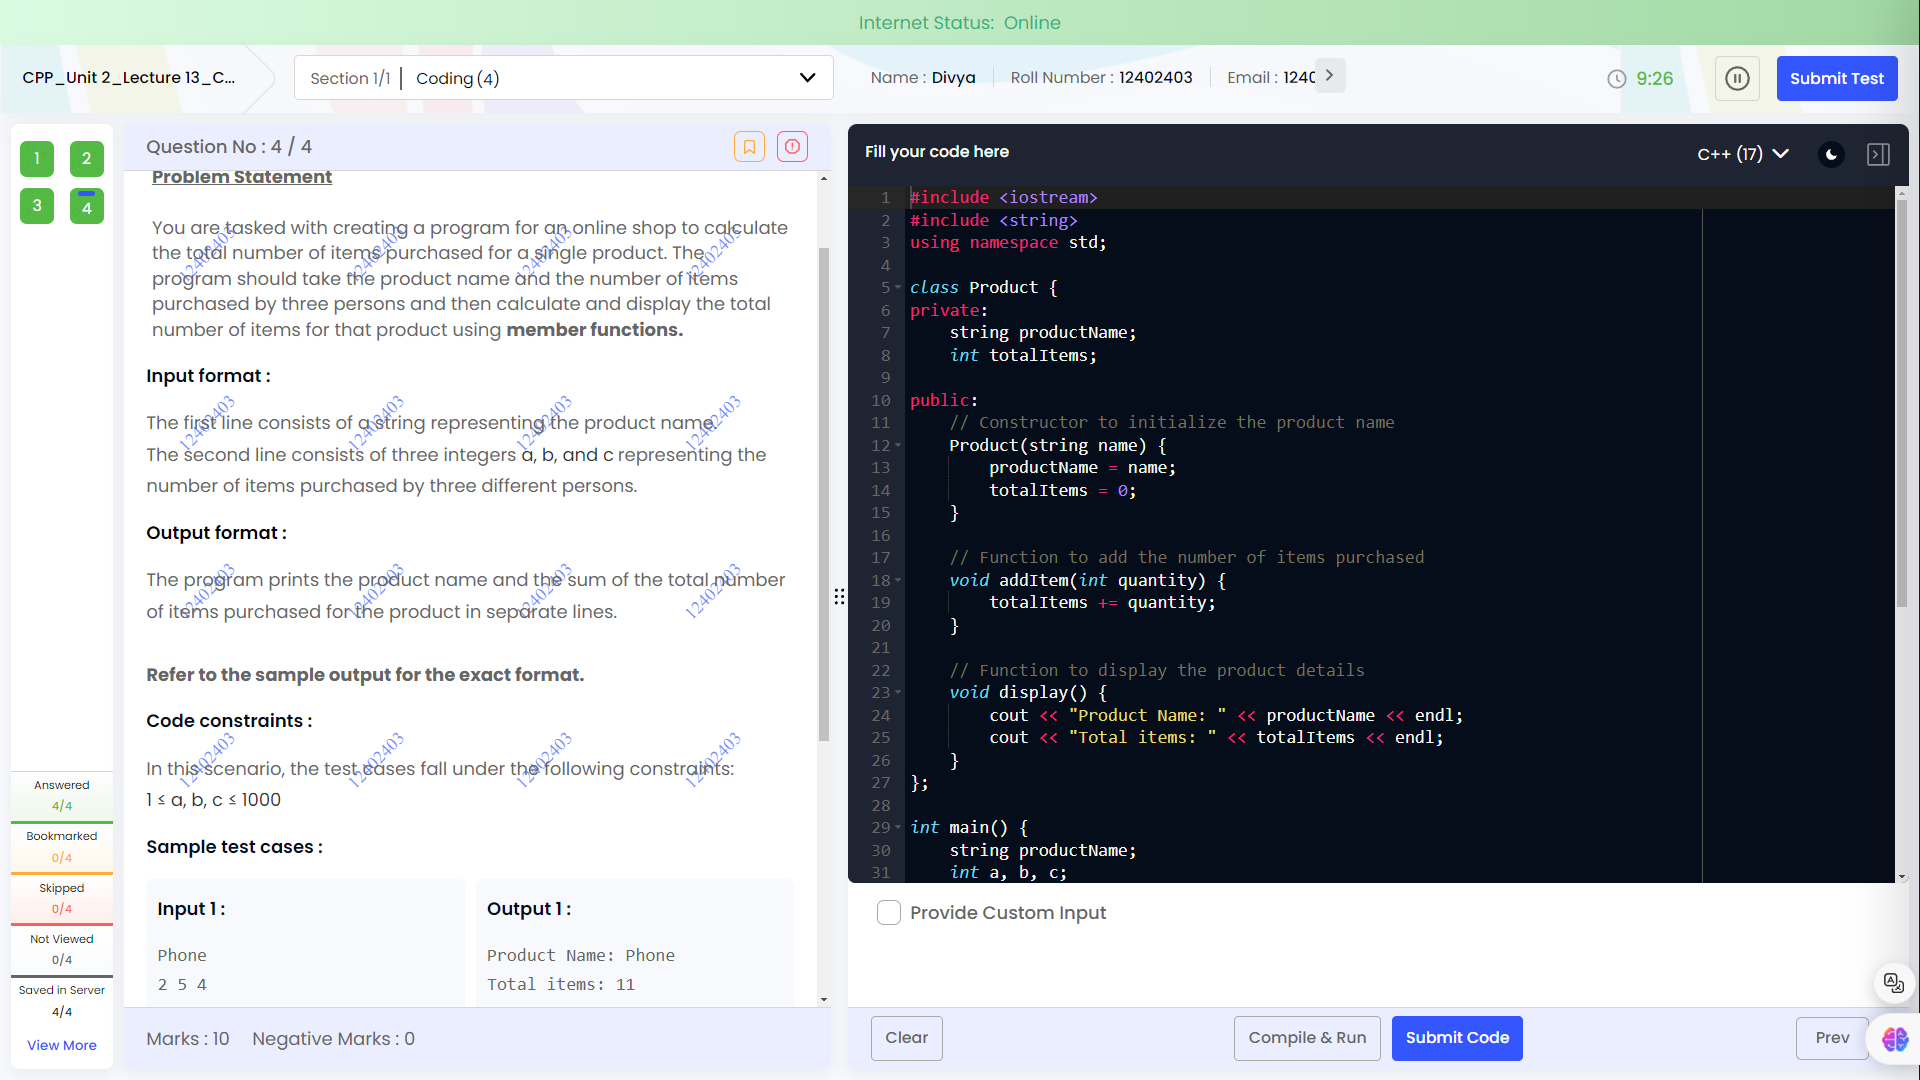 Internet Status: Online
CPP_Unit 2_Lecture 13_C...
Section 1/1 | Coding (4)
Name : Divya
Roll Number : 12402403
Email : 1240
9:26
Submit Test
1
2
3
4
Answered
4/4
Bookmarked
0/4
Skipped
0/4
Not Viewed
0/4
Saved in Server
4/4
View More
Question No : 4 / 4
Problem Statement
You are tasked with creating a program for an online shop to calculate
the total number of items purchased for a single product. The
program should take the product name and the number of items
purchased by three persons and then calculate and display the total
number of items for that product using member functions.
Input format :
The first line consists of a string representing the product name.
The second line consists of three integers a, b, and c representing the
number of items purchased by three different persons.
Output format :
The program prints the product name and the sum of the total number
of items purchased for the product in separate lines.
Refer to the sample output for the exact format.
Code constraints :
In this scenario, the test cases fall under the following constraints:
1 ≤ a, b, c ≤ 1000
Sample test cases :
Input 1 :
Phone
2 5 4
Output 1 :
Product Name: Phone
Total items: 11
12402403 12402403 12402403 12402403
12402403 12402403 12402403 12402403
12402403 12402403 12402403 12402403
12402403 12402403 12402403 12402403
Marks : 10
Negative Marks : 0
Fill your code here
C++ (17)
1 #include <iostream>
2 #include <string>
3 using namespace std;
4
5 class Product {
6 private:
7     string productName;
8     int totalItems;
9
10 public:
11     // Constructor to initialize the product name
12     Product(string name) {
13         productName = name;
14         totalItems = 0;
15     }
16
17     // Function to add the number of items purchased
18     void addItem(int quantity) {
19         totalItems += quantity;
20     }
21
22     // Function to display the product details
23     void display() {
24         cout << "Product Name: " << productName << endl;
25         cout << "Total items: " << totalItems << endl;
26     }
27 };
28
29 int main() {
30     string productName;
31     int a, b, c;
Provide Custom Input
Clear
Compile & Run
Submit Code
Prev